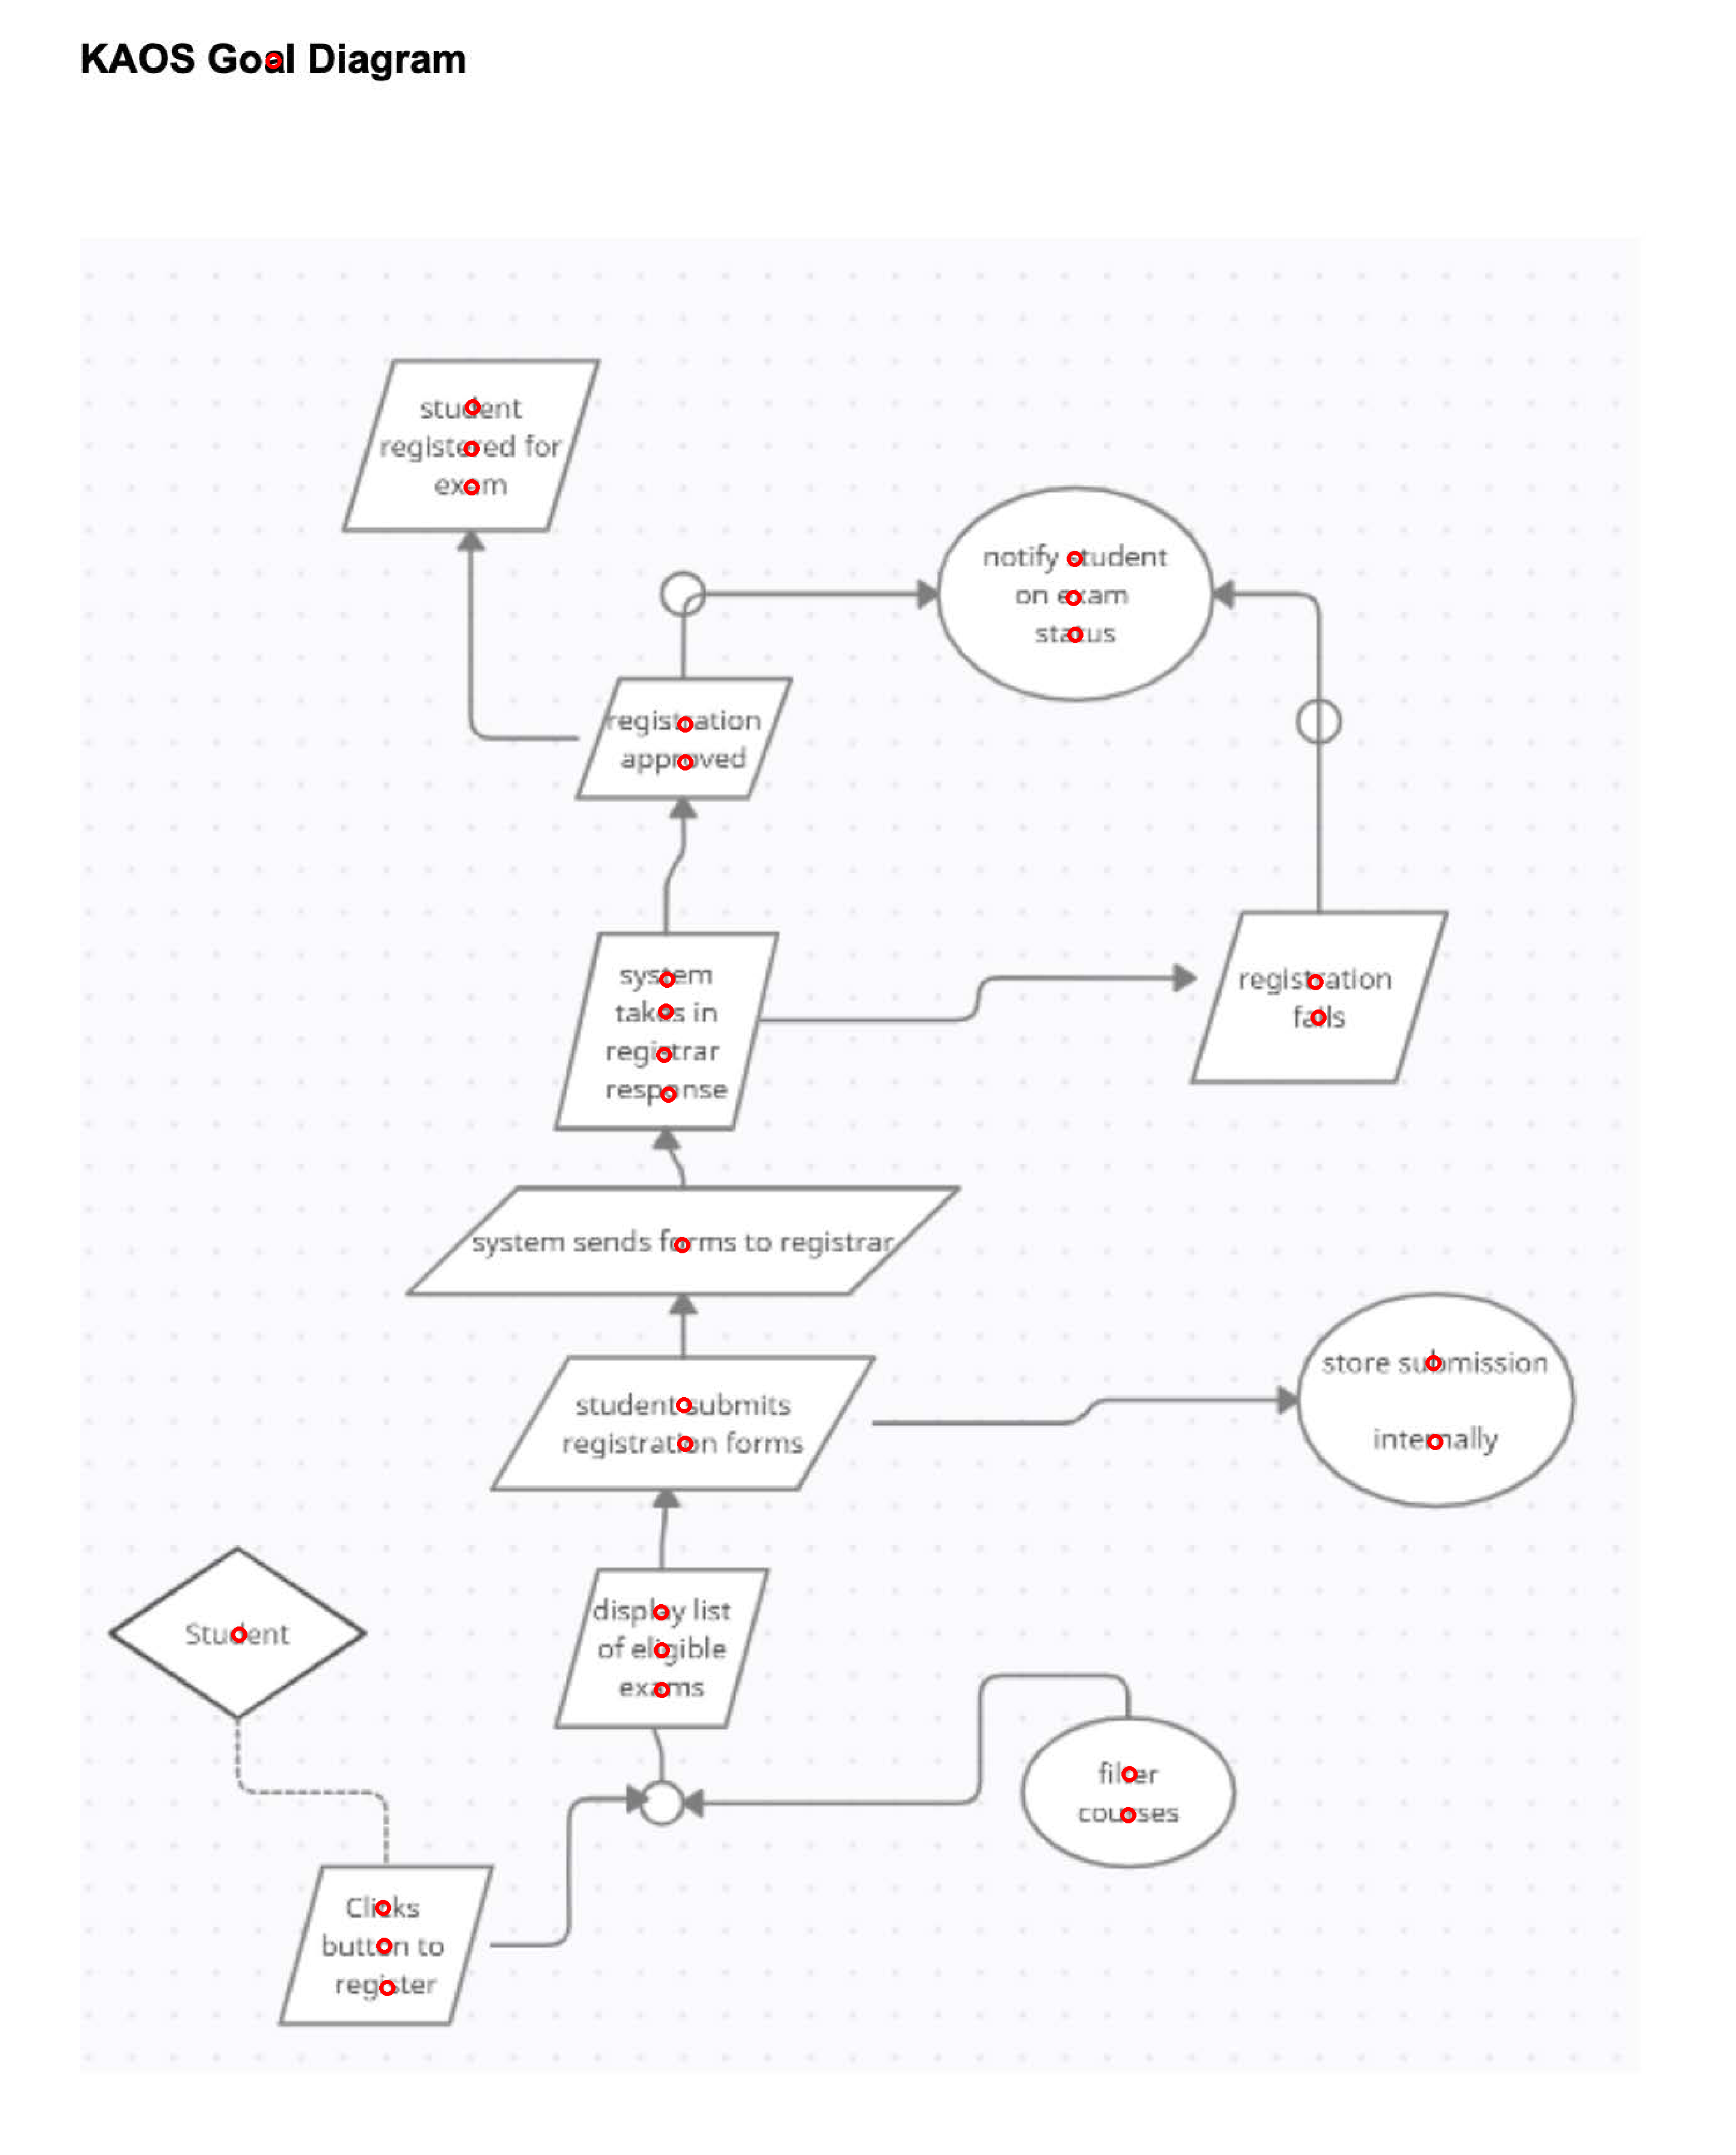 KAOS Goal Diagram
student
registered for
exam
notify student
on exam
status
registration
approved
system
takes in
registrar
response
registration
fails
system sends forms to registrar
student submits
registration forms
store submission
internally
display list
of eligible
exams
Student
filter
courses
Clicks
button to
register